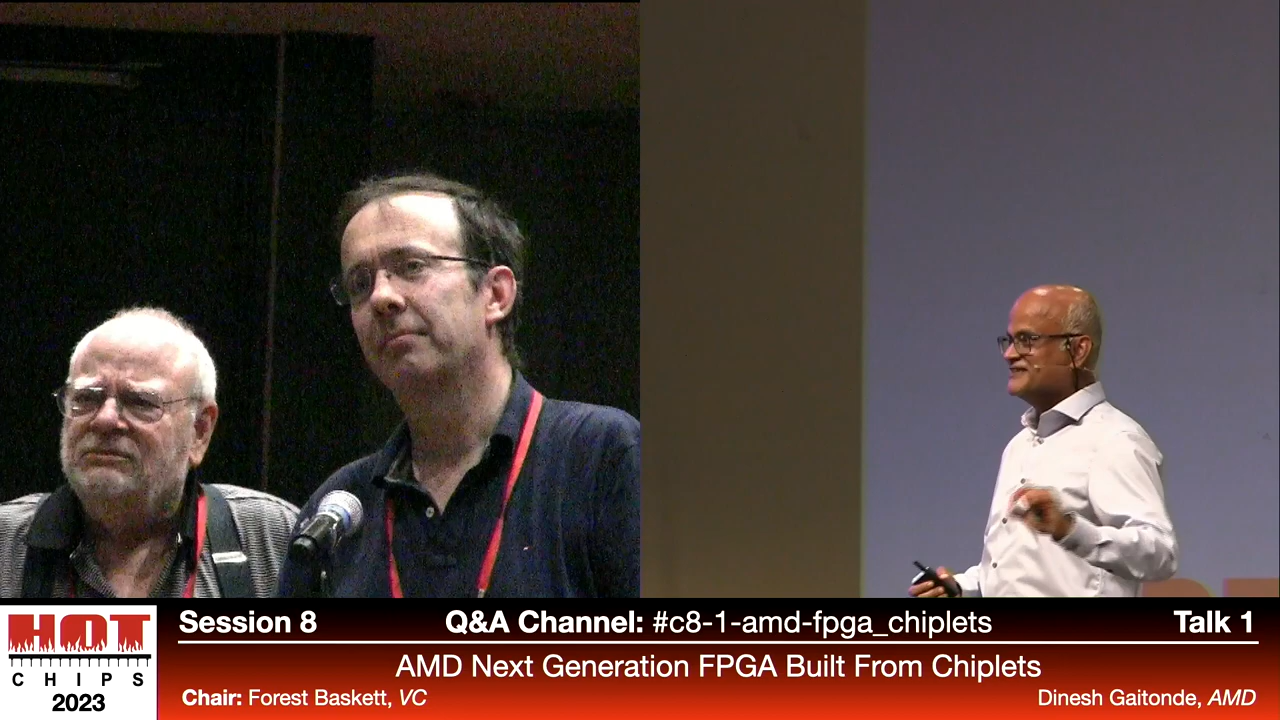 HOT
CHIPS
2023
Session 8
Q&A Channel: #c8-1-amd-fpga_chiplets
Talk 1
AMD Next Generation FPGA Built From Chiplets
Chair: Forest Baskett, VC
Dinesh Gaitonde, AMD